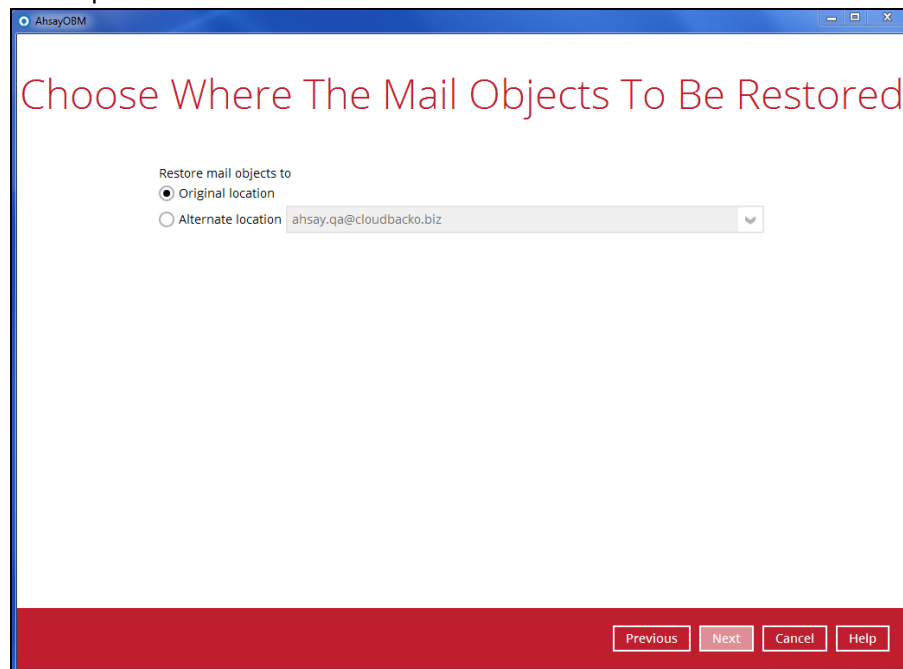 AhsayOBM
Choose Where The Mail Objects To Be Restored
Restore mail objects to
Original location
Alternate location ahsay.qa@cloudbacko.biz
Previous Next Cancel Help